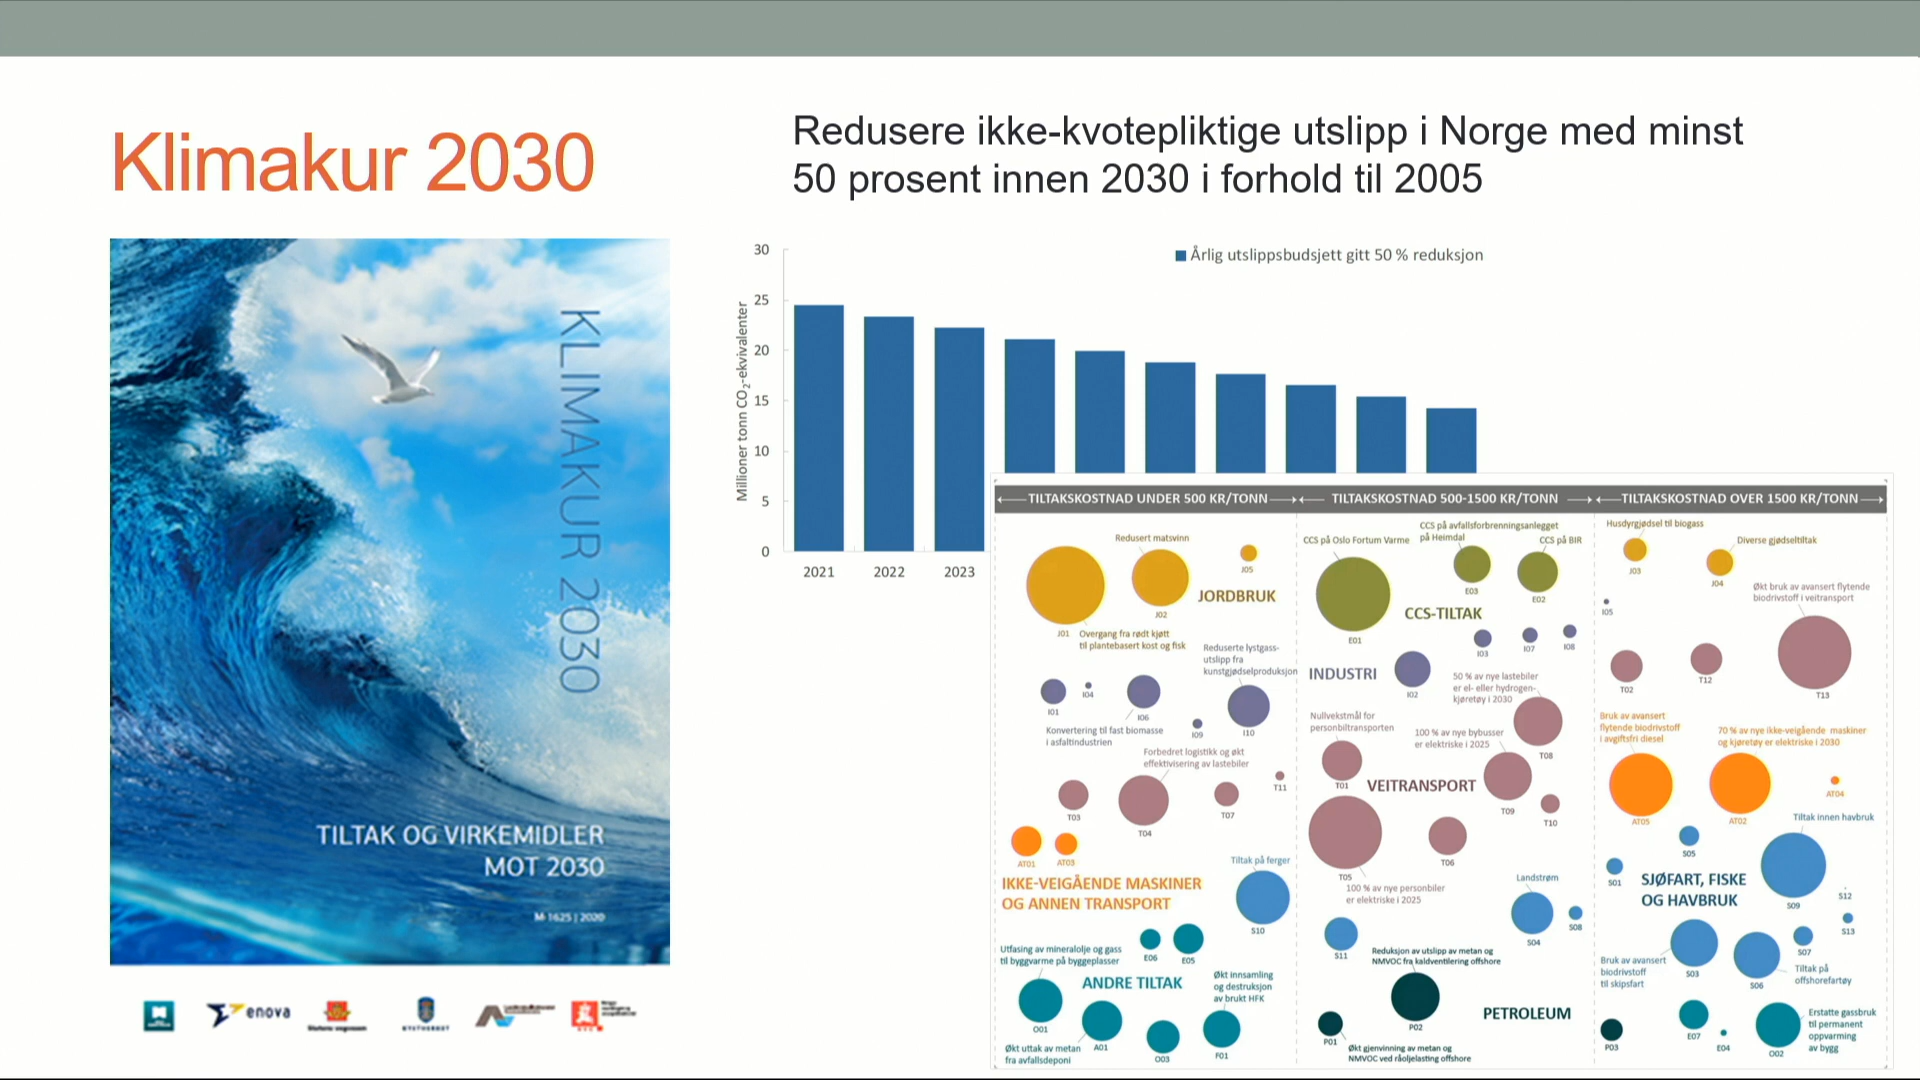 Klimakur 2030
Redusere ikke-kvotepliktige utslipp i Norge med minst
50 prosent innen 2030 i forhold til 2005
KLIMAKUR 2030
TILTAK OG VIRKEMIDLER
MOT 2030
M-1625 | 2020
enova
Årlig utslippsbudsjett gitt 50 % reduksjon
Millioner tonn CO₂-ekvivalenter
30
25
20
15
10
5
0
2021 2022 2023
TILTAKSKOSTNAD UNDER 500 KR/TONN
Redusert matsvinn
J05
J02
JORDBRUK
J01
Overgang fra rødt kjøtt
til plantebasert kost og fisk
Reduserte lystgass-
utslipp fra
kunstgjødselproduksjon
I01
I04
I06
I09
I10
Konvertering til fast biomasse
i asfaltindustrien
Forbedret logistikk og økt
effektivisering av lastebiler
T11
T03
T04
T07
AT01
AT03
Tiltak på ferger
IKKE-VEIGÅENDE MASKINER
OG ANNEN TRANSPORT
S10
Utfasing av mineralolje og gass
til byggvarme på byggeplasser
E06
E05
ANDRE TILTAK
Økt innsamling
og destruksjon
av brukt HFK
O01
A01
O03
F01
Økt uttak av metan
fra avfallsdeponi
TILTAKSKOSTNAD 500-1500 KR/TONN
CCS på Oslo Fortum Varme
CCS på avfallsforbrenningsanlegget
på Heimdal
CCS på BIR
E03
E02
E01
CCS-TILTAK
INDUSTRI
I02
I03
I07
I08
50 % av nye lastebiler
er el- eller hydrogen-
kjøretøy i 2030
Nullvekstmål for
personbiltransporten
100 % av nye bybusser
er elektriske i 2025
T08
T01
VEITRANSPORT
T09
T10
T06
T05
100 % av nye personbiler
er elektriske i 2025
Landstrøm
S04
S08
S11
Reduksjon av utslipp av metan og
NMVOC fra kaldventilering offshore
P02
PETROLEUM
P01
Økt gjenvinning av metan og
NMVOC ved råoljelasting offshore
TILTAKSKOSTNAD OVER 1500 KR/TONN
Husdyrgjødsel til biogass
J03
Diverse gjødseltiltak
J04
Økt bruk av avansert flytende
biodrivstoff i veitransport
I05
T02
T12
T13
Bruk av avansert
flytende biodrivstoff
i avgiftsfri diesel
70 % av nye ikke-veigående maskiner
og kjøretøy er elektriske i 2030
AT05
AT02
AT04
Tiltak innen havbruk
S05
S01
SJØFART, FISKE
OG HAVBRUK
S09
S12
S13
Bruk av avansert
biodrivstoff
til skipsfart
S03
S06
S07
Tiltak på
offshorefartøy
P03
E07
E04
O02
Erstatte gassbruk
til permanent
oppvarming
av bygg